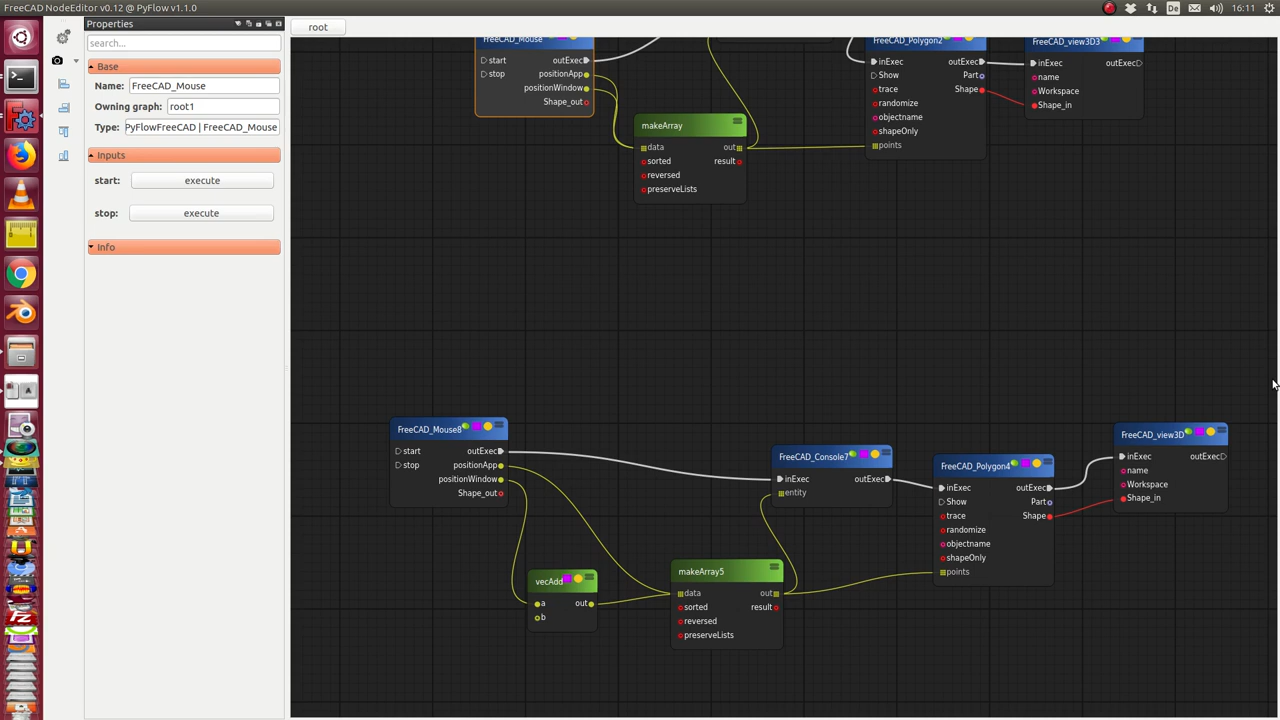 FreeCAD NodeEditor v0.12 @ PyFlow v1.1.0
De
16:11
Properties
root
search...
Base
Name: FreeCAD_Mouse
Owning graph: root1
Type: PyFlowFreeCAD | FreeCAD_Mouse
Inputs
start: execute
stop: execute
Info
FreeCAD_Mouse
start outExec
stop positionApp
positionWindow
Shape_out
makeArray
data out
sorted result
reversed
preserveLists
FreeCAD_Polygon2
inExec outExec
Show Part
trace Shape
randomize
objectname
shapeOnly
points
FreeCAD_view3D3
inExec outExec
name
Workspace
Shape_in
FreeCAD_Mouse8
start outExec
stop positionApp
positionWindow
Shape_out
vecAdd
a out
b
makeArray5
data out
sorted result
reversed
preserveLists
FreeCAD_Console7
inExec outExec
entity
FreeCAD_Polygon4
inExec outExec
Show Part
trace Shape
randomize
objectname
shapeOnly
points
FreeCAD_view3D
inExec outExec
name
Workspace
Shape_in